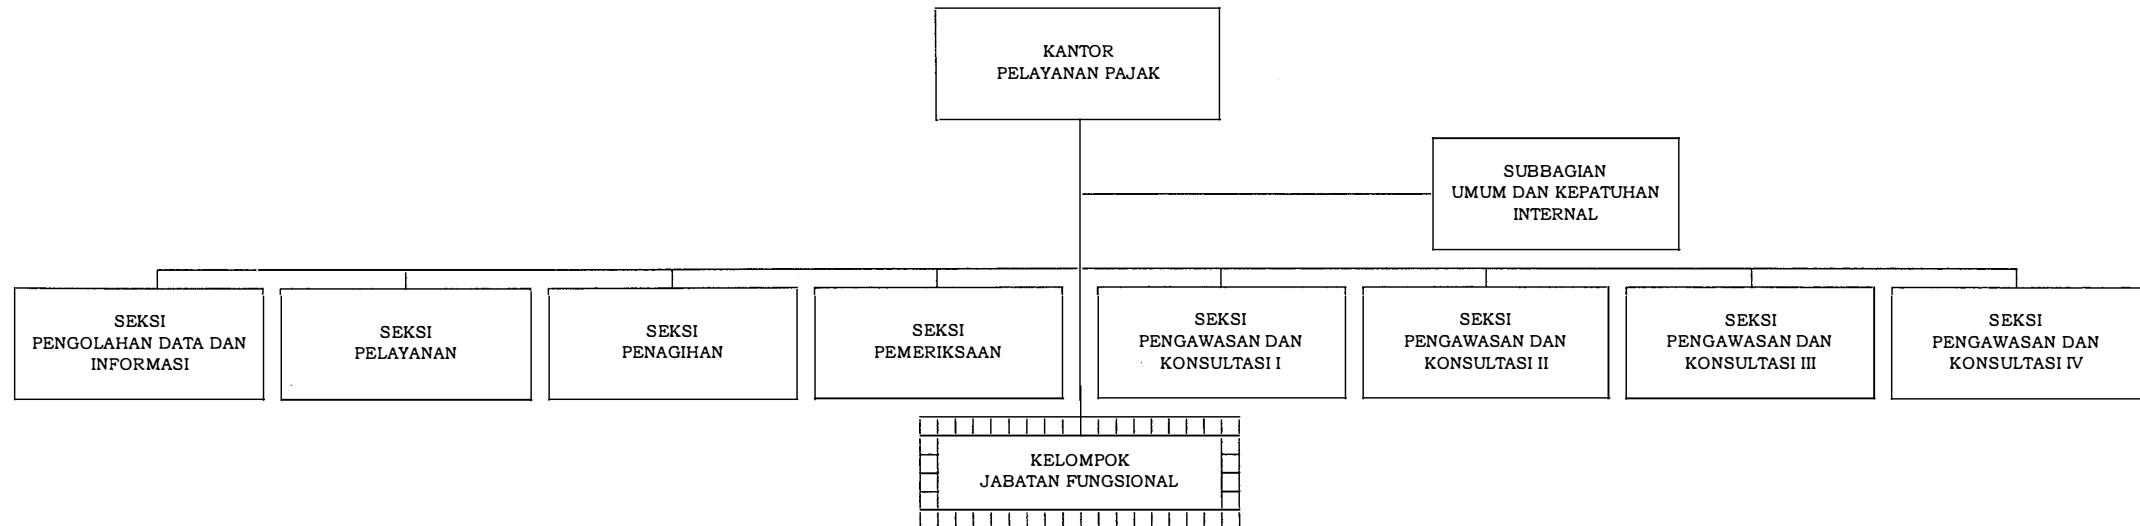 KANTOR
PELAYANAN PAJAK
SUBBAGIAN
UMUM DAN KEPATUHAN
INTERNAL
SEKSI
PENGOLAHAN DATA DAN
INFORMASI
SEKSI
PELAYANAN
SEKSI
PENAGIHAN
SEKSI
PEMERIKSAAN
SEKSI
PENGAWASAN DAN
KONSULTASI I
SEKSI
PENGAWASAN DAN
KONSULTASI II
SEKSI
PENGAWASAN DAN
KONSULTASI III
SEKSI
PENGAWASAN DAN
KONSULTASI IV
KELOMPOK
JABATAN FUNGSIONAL